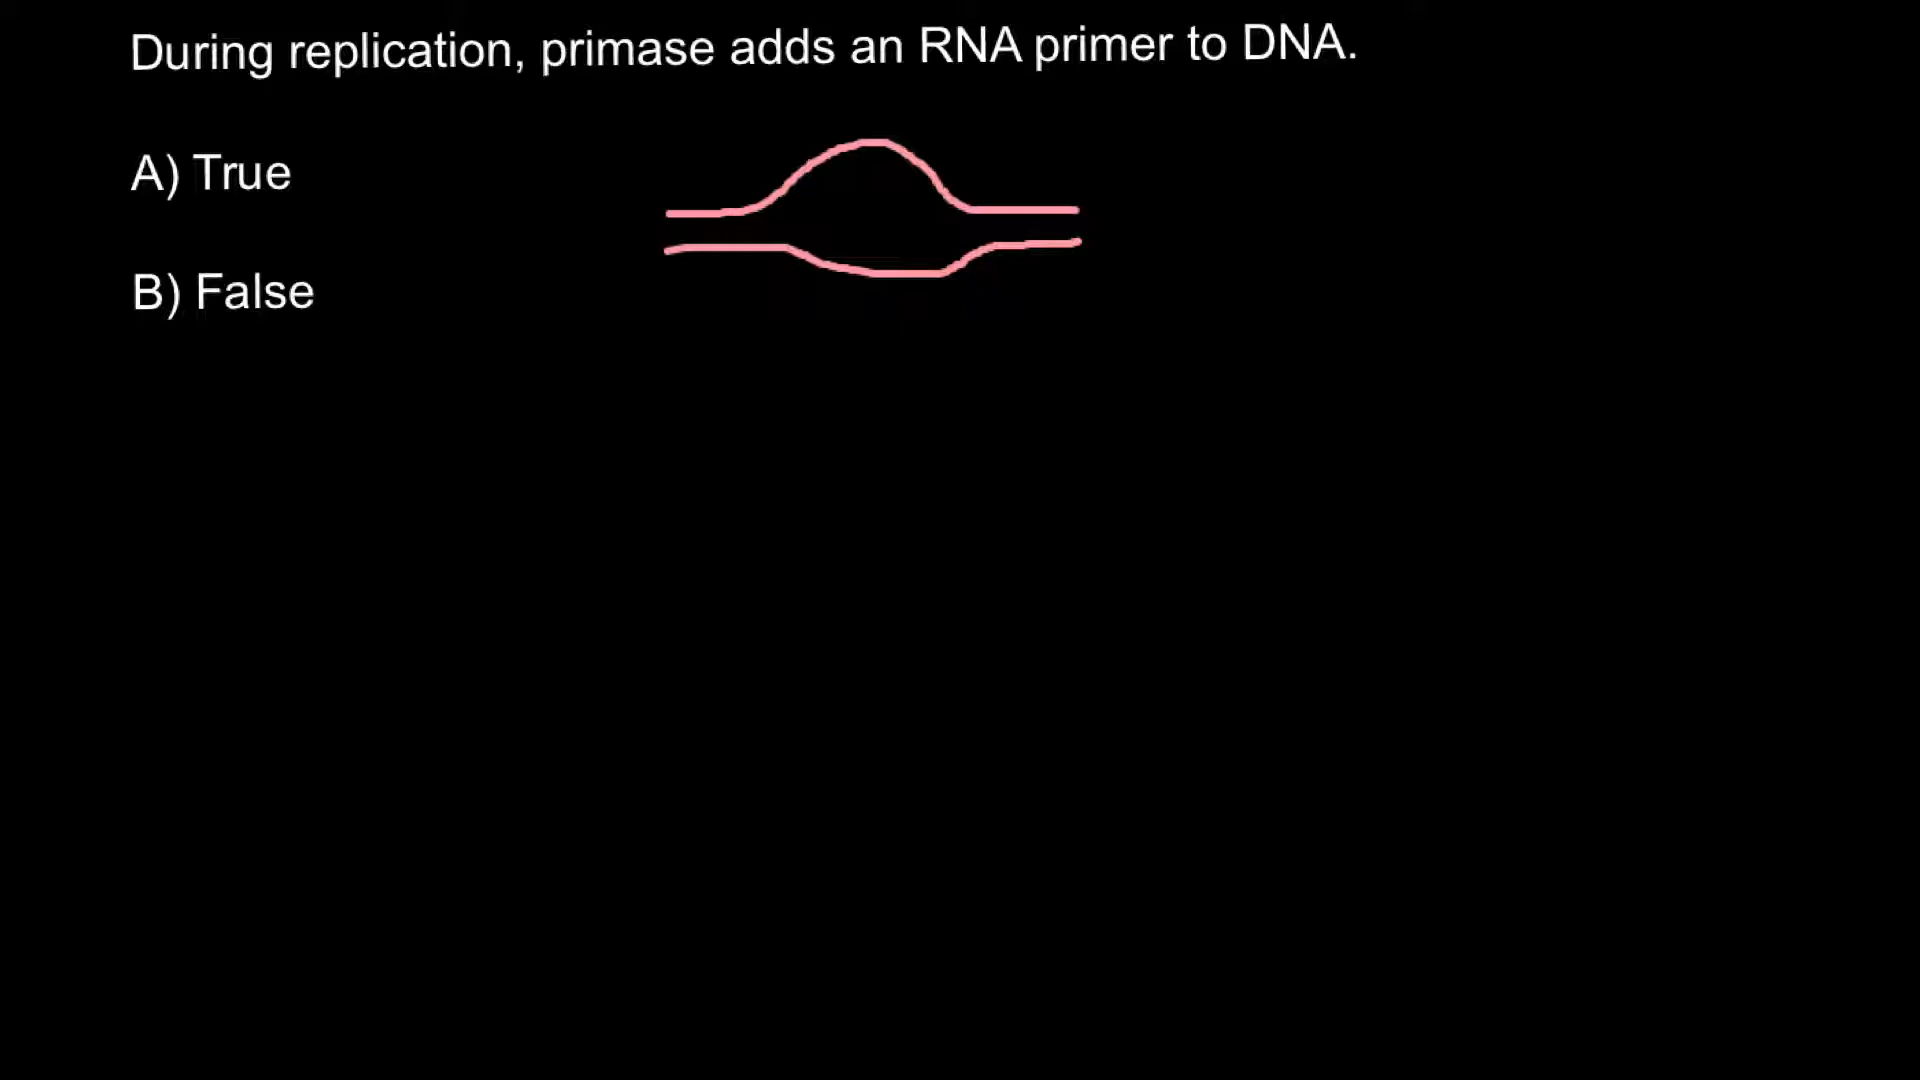 During replication, primase adds an RNA primer to DNA.
A) True
B) False